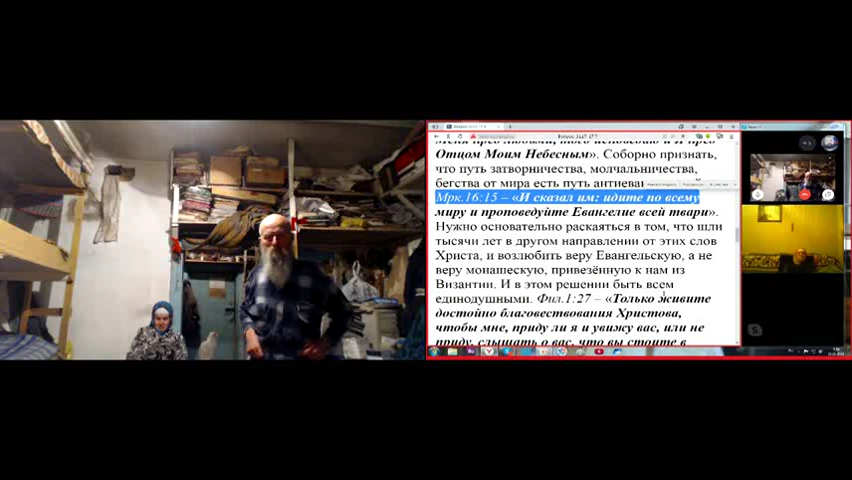 Отцом Моим Небесным». Соборно признать,
что путь затворничества, молчальничества,
бегства от мира есть путь
Мрк.16:15 – «И сказал им: идите по всему
миру и проповедуйте Евангелие всей твари».
Нужно основательно раскаяться в том, что шли
тысячи лет в другом направлении от этих слов
Христа, и возлюбить веру Евангельскую, а не
веру монашескую, привезённую к нам из
Византии. И в этом решении быть всем
единодушными. Фил.1:27 – «Только живите
достойно благовествования Христова,
чтобы мне, приду ли я и увижу вас, или не
приду, слышать о вас, что вы стоите в